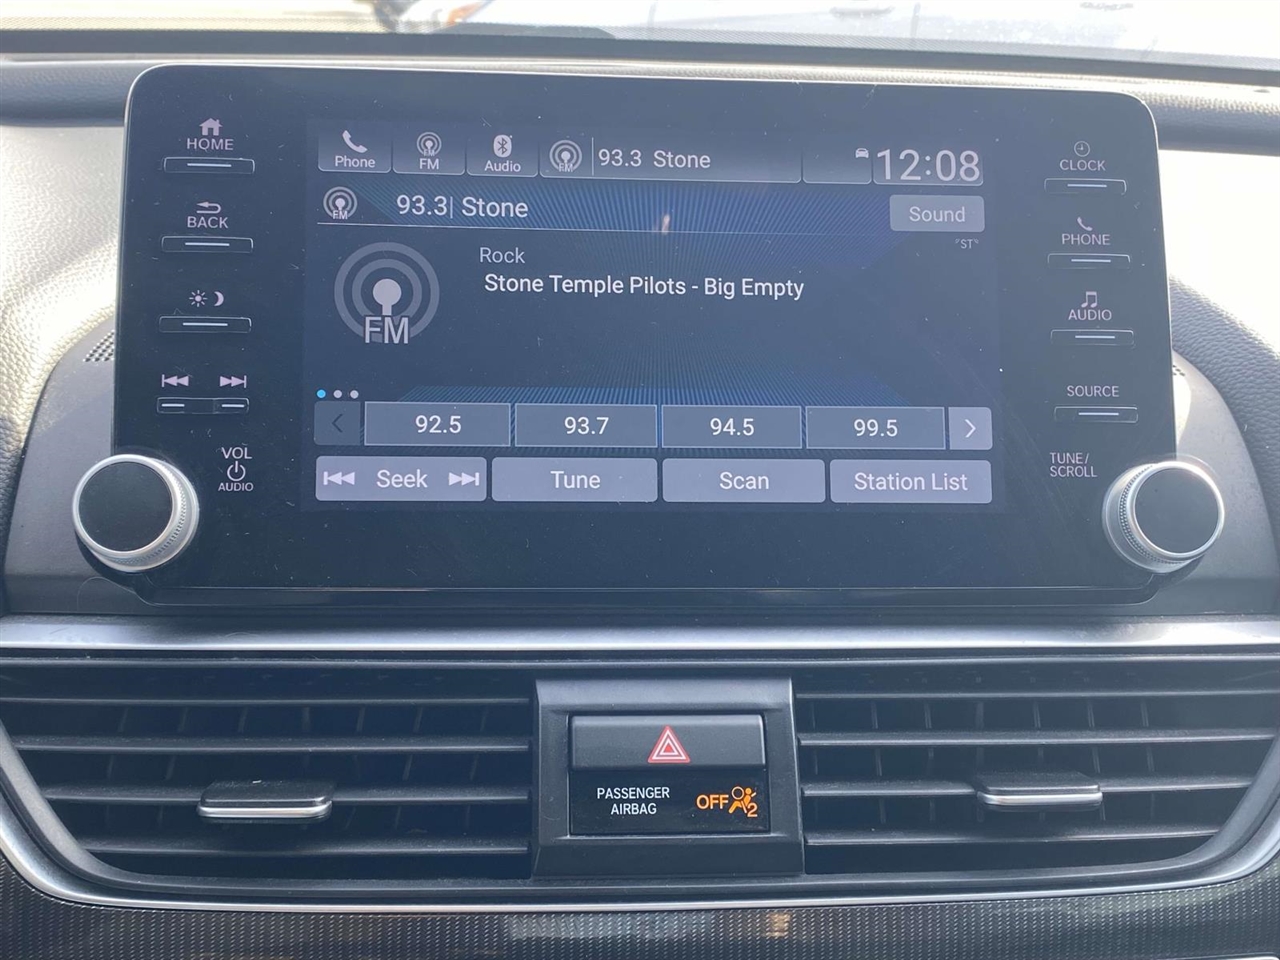 HOME
BACK
VOL
AUDIO
Phone
FM
Audio
FM
93.3 Stone
12:08
FM
93.3| Stone
Sound
"ST"
Rock
Stone Temple Pilots - Big Empty
FM
92.5
93.7
94.5
99.5
Seek
Tune
Scan
Station List
CLOCK
PHONE
AUDIO
SOURCE
TUNE/
SCROLL
PASSENGER
AIRBAG
OFF
2